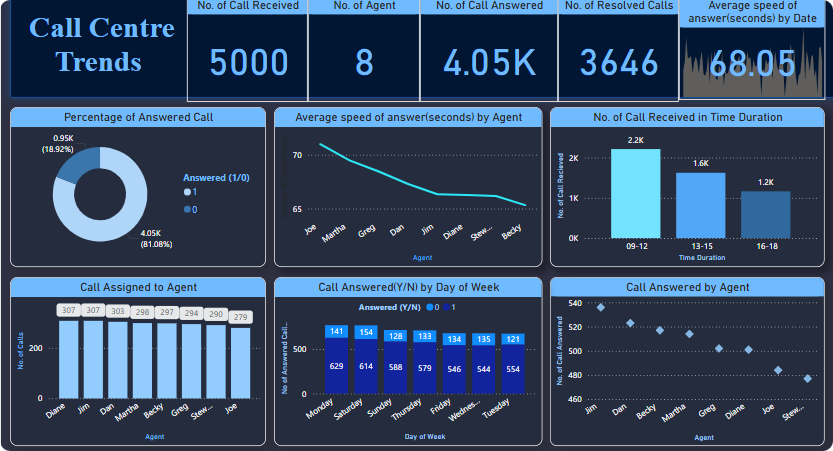 Call Centre
Trends
No. of Call Received
5000
No. of Agent
8
No. of Call Answered
4.05K
No. of Resolved Calls
3646
Average speed of
answer(seconds) by Date
68.05
Percentage of Answered Call
0.95K
(18.92%)
4.05K
(81.08%)
Answered (1/0)
1
0
Average speed of answer(seconds) by Agent
70
65
Joe
Martha
Greg
Dan
Jim
Diane
Stew...
Becky
Agent
No. of Call Received in Time Duration
No. of Call Recieved
2K
1K
0K
2.2K
1.6K
1.2K
09-12
13-15
16-18
Time Duration
Call Assigned to Agent
No. of Calls
200
0
307
307
303
298
297
294
290
279
Diane
Jim
Dan
Martha
Becky
Greg
Stew...
Joe
Agent
Call Answered(Y/N) by Day of Week
Answered (Y/N)
0
1
No of Answered Call..
500
0
141
154
128
133
134
135
121
629
614
588
579
546
544
554
Monday
Saturday
Sunday
Thursday
Friday
Wednes...
Tuesday
Day of Week
Call Answered by Agent
No. of Call Answered
540
520
500
480
460
Jim
Dan
Becky
Martha
Greg
Diane
Joe
Stew...
Agent